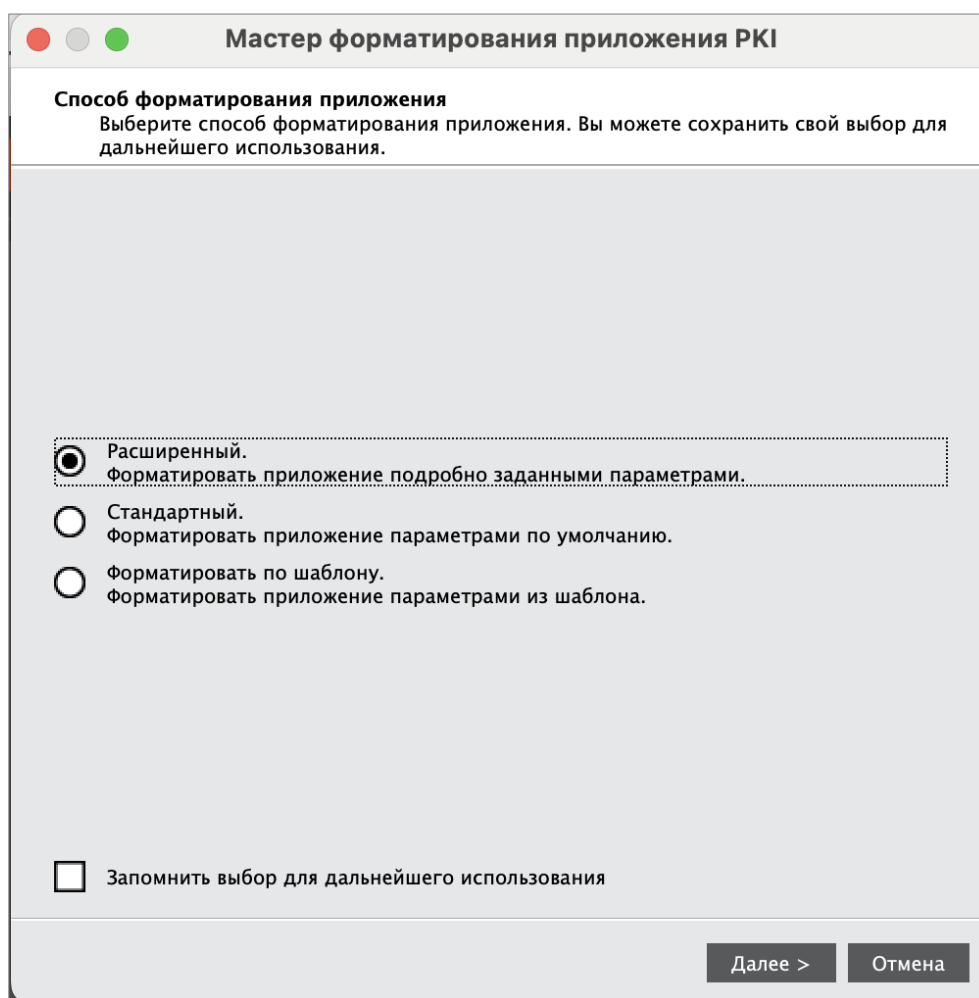 Мастер форматирования приложения PKI
Способ форматирования приложения
Выберите способ форматирования приложения. Вы можете сохранить свой выбор для
дальнейшего использования.
Расширенный.
Форматировать приложение подробно заданными параметрами.
Стандартный.
Форматировать приложение параметрами по умолчанию.
Форматировать по шаблону.
Форматировать приложение параметрами из шаблона.
Запомнить выбор для дальнейшего использования
Далее >
Отмена